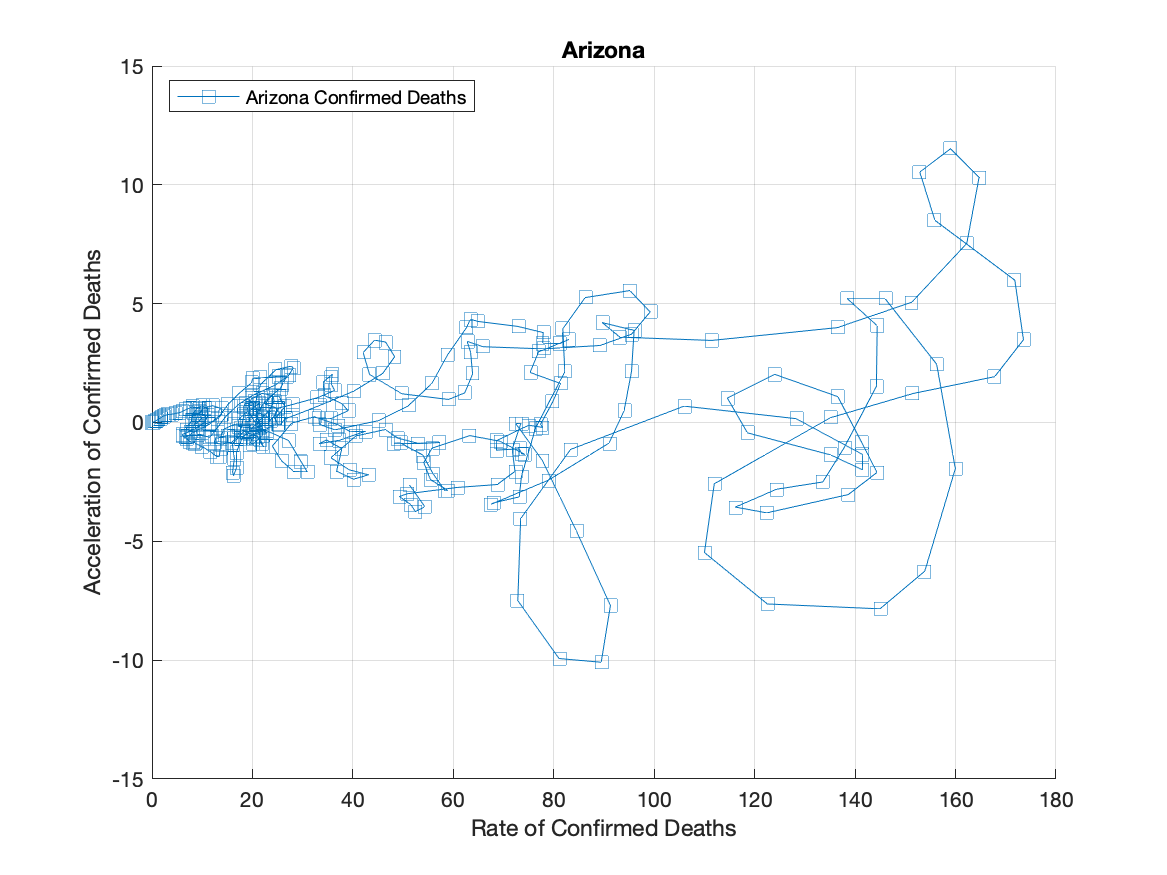 Arizona
Arizona Confirmed Deaths
15
10
5
0
-5
-10
-15
Acceleration of Confirmed Deaths
0 20 40 60 80 100 120 140 160 180
Rate of Confirmed Deaths